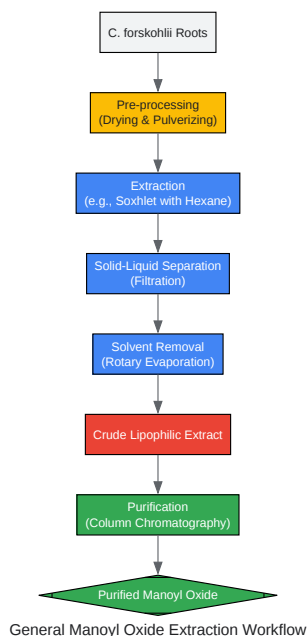 C. forskohlii Roots
Pre-processing
(Drying & Pulverizing)
Extraction
(e.g., Soxhlet with Hexane)
Solid-Liquid Separation
(Filtration)
Solvent Removal
(Rotary Evaporation)
Crude Lipophilic Extract
Purification
(Column Chromatography)
Purified Manoyl Oxide
General Manoyl Oxide Extraction Workflow